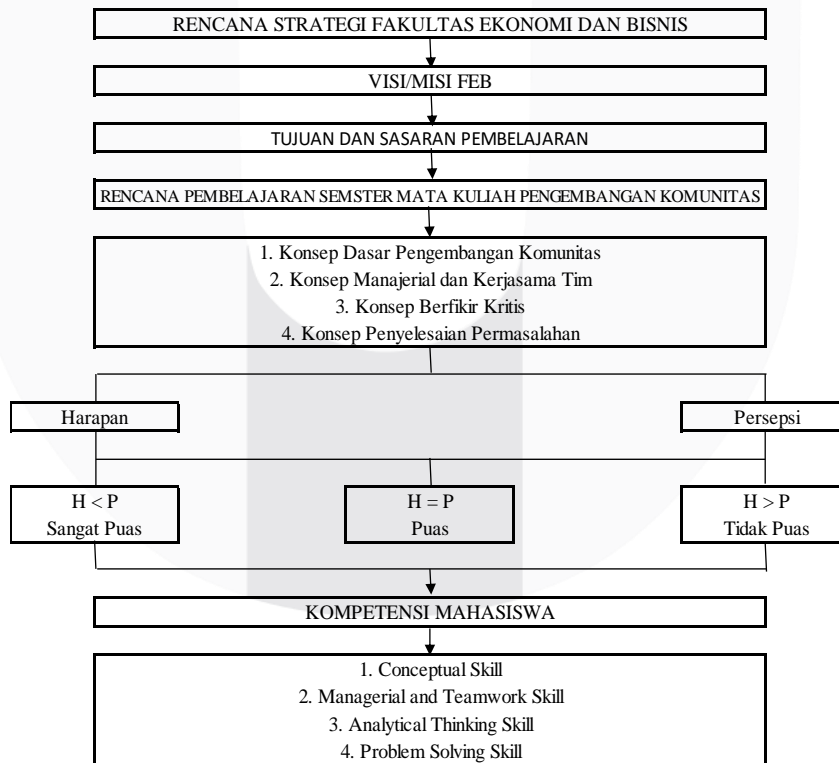 RENCANA STRATEGI FAKULTAS EKONOMI DAN BISNIS
VISI/MISI FEB
TUJUAN DAN SASARAN PEMBELAJARAN
RENCANA PEMBELAJARAN SEMSTER MATA KULIAH PENGEMBANGAN KOMUNITAS
1. Konsep Dasar Pengembangan Komunitas
2. Konsep Manajerial dan Kerjasama Tim
3. Konsep Berfikir Kritis
4. Konsep Penyelesaian Permasalahan
Harapan
Persepsi
H < P
Sangat Puas
H = P
Puas
H > P
Tidak Puas
KOMPETENSI MAHASISWA
1. Conceptual Skill
2. Managerial and Teamwork Skill
3. Analytical Thinking Skill
4. Problem Solving Skill